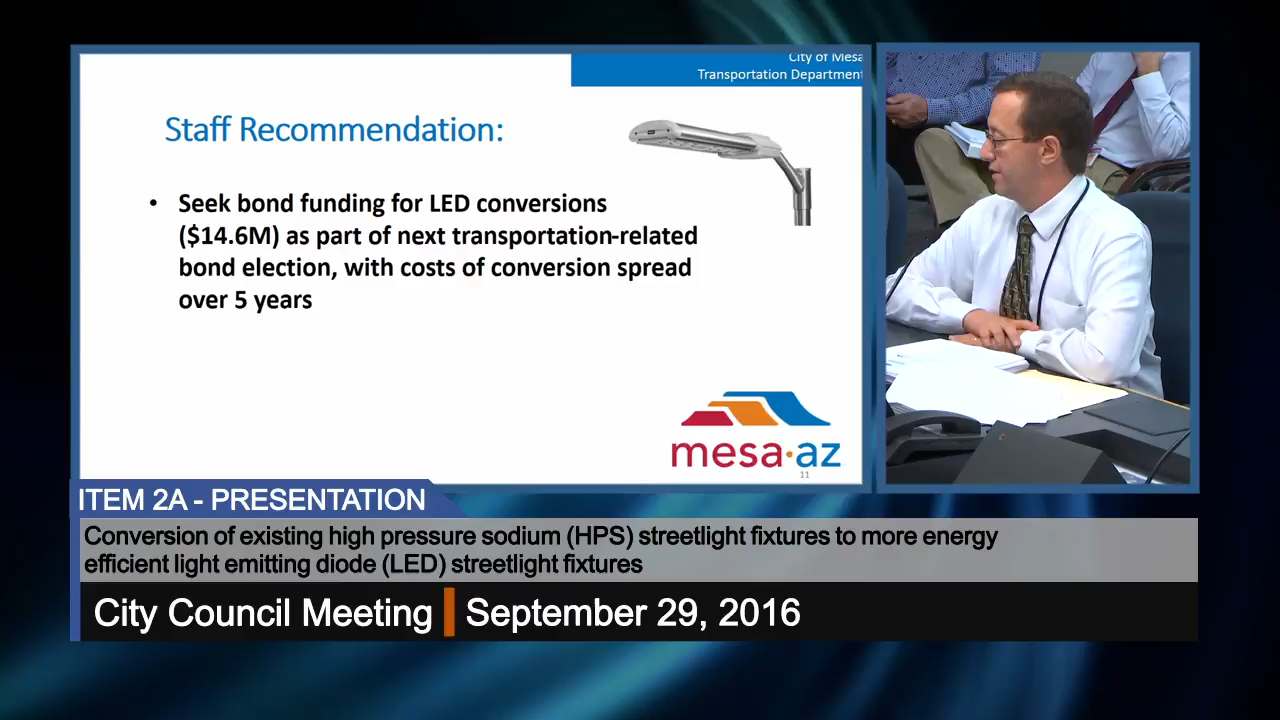 City of Mesa
Transportation Department
Staff Recommendation:
• Seek bond funding for LED conversions
($14.6M) as part of next transportation-related
bond election, with costs of conversion spread
over 5 years
mesa·az
11
ITEM 2A - PRESENTATION
Conversion of existing high pressure sodium (HPS) streetlight fixtures to more energy
efficient light emitting diode (LED) streetlight fixtures
City Council Meeting September 29, 2016